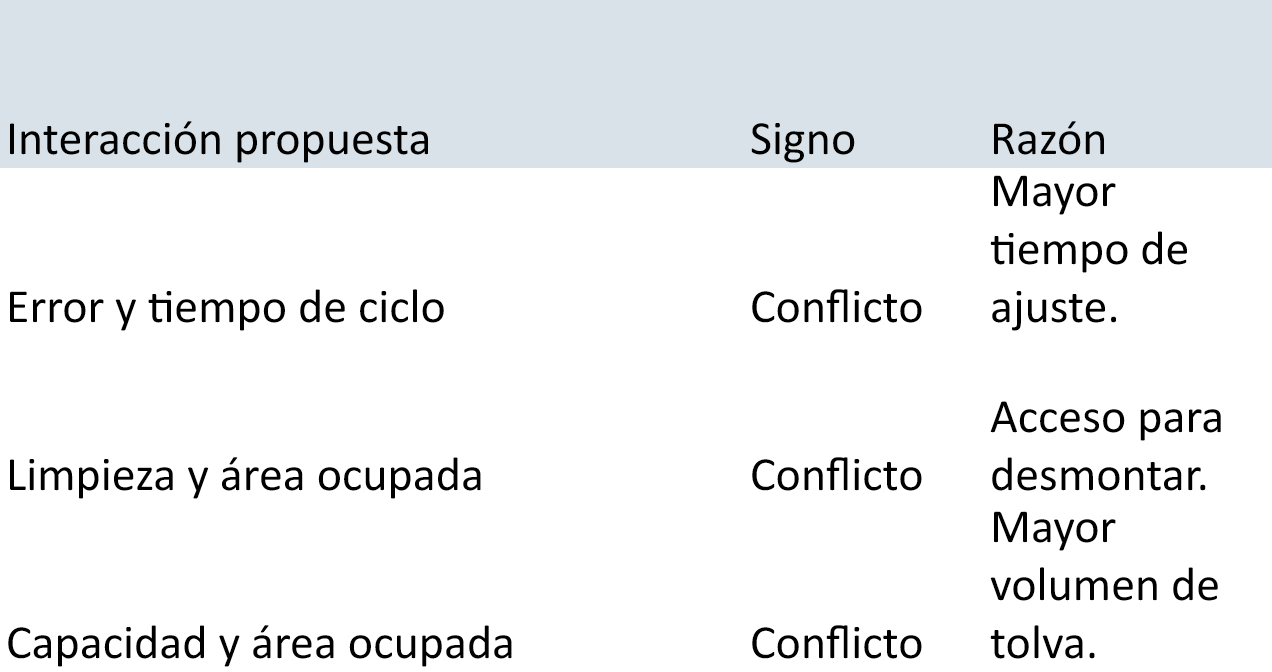 Interacción propuesta Signo Razón
Mayor
tiempo de
Error y tiempo de ciclo Conflicto ajuste.
Acceso para
Limpieza y área ocupada Conflicto desmontar.
Mayor
volumen de
Capacidad y área ocupada Conflicto tolva.